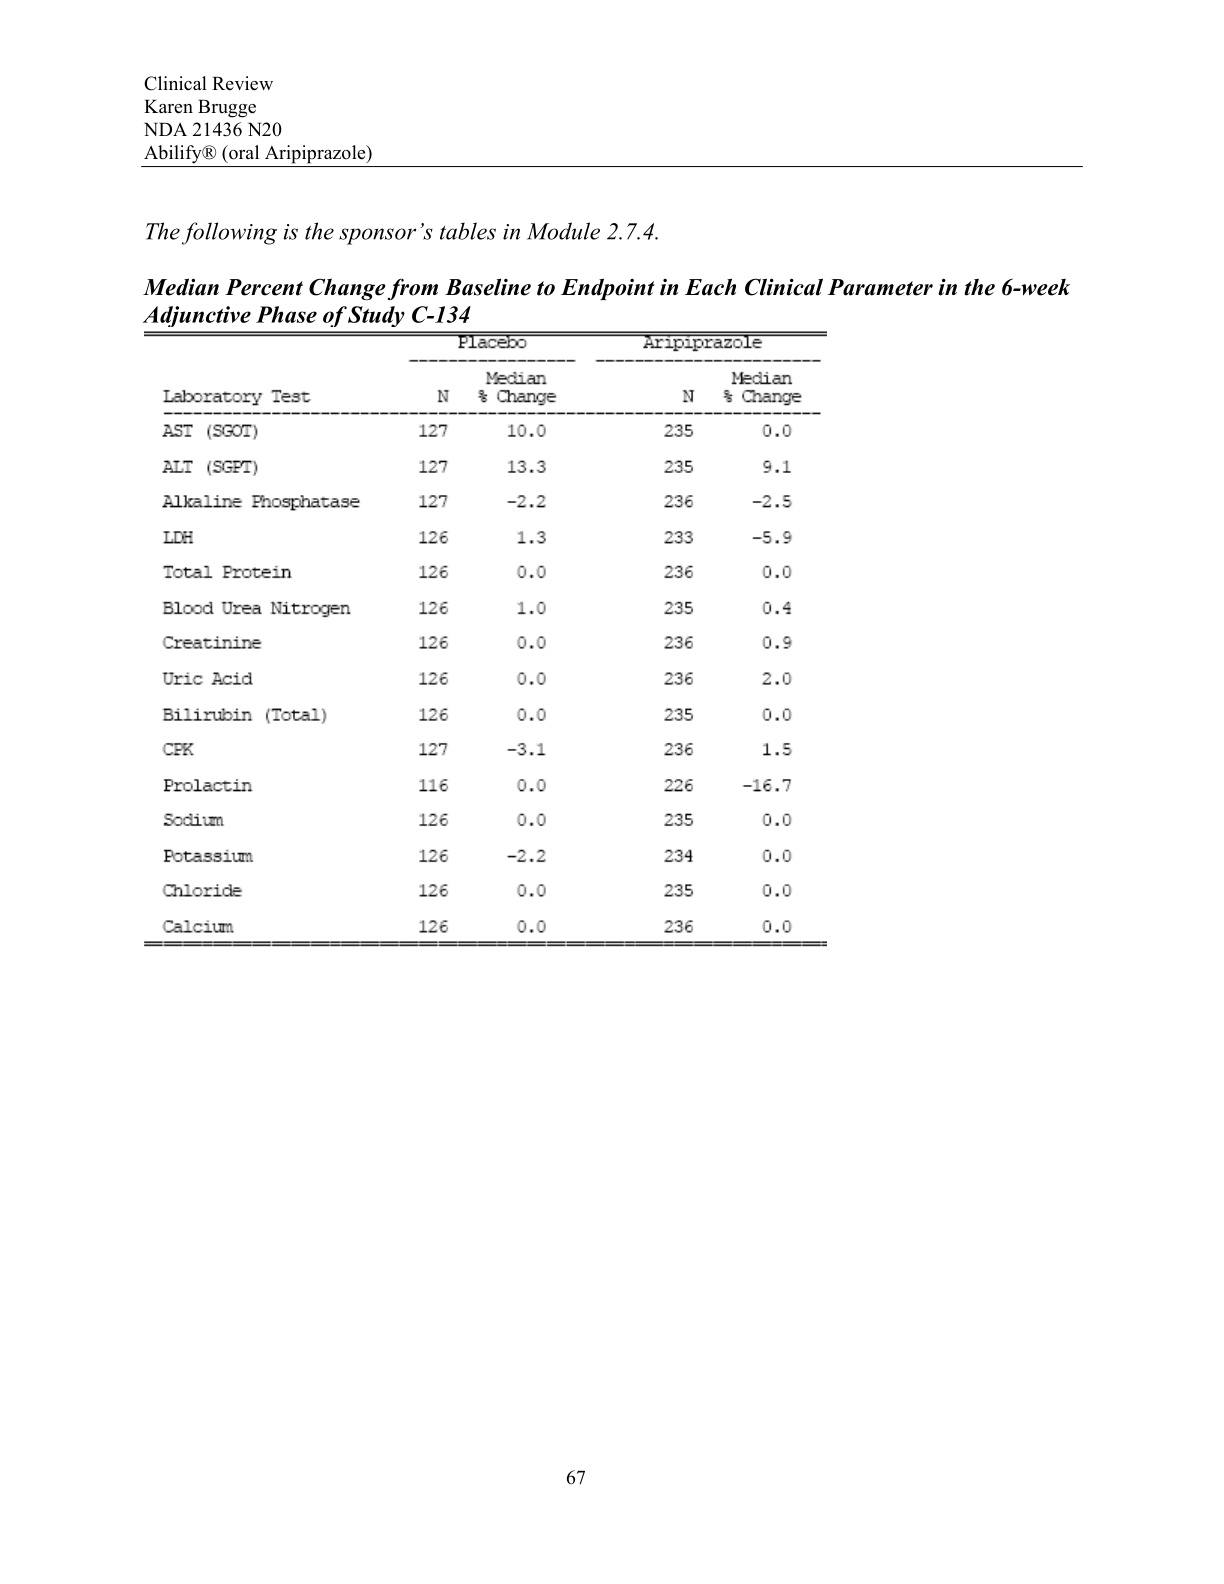 Clinical Review
Karen Brugge
NDA 21436 N20
Abilify® (oral Aripiprazole)
The following is the sponsor's tables in Module 2.7.4.
Median Percent Change from Baseline to Endpoint in Each Clinical Parameter in the 6-week
Adjunctive Phase of Study C-134
Placebo Aripiprazole
Median Median
Laboratory Test N % Change N % Change
AST (SGOT) 127 10.0 235 0.0
ALT (SGPT) 127 13.3 235 9.1
Alkaline Phosphatase 127 -2.2 236 -2.5
LDH 126 1.3 233 -5.9
Total Protein 126 0.0 236 0.0
Blood Urea Nitrogen 126 1.0 235 0.4
Creatinine 126 0.0 236 0.9
Uric Acid 126 0.0 236 2.0
Bilirubin (Total) 126 0.0 235 0.0
CPK 127 -3.1 236 1.5
Prolactin 116 0.0 226 -16.7
Sodium 126 0.0 235 0.0
Potassium 126 -2.2 234 0.0
Chloride 126 0.0 235 0.0
Calcium 126 0.0 236 0.0
67